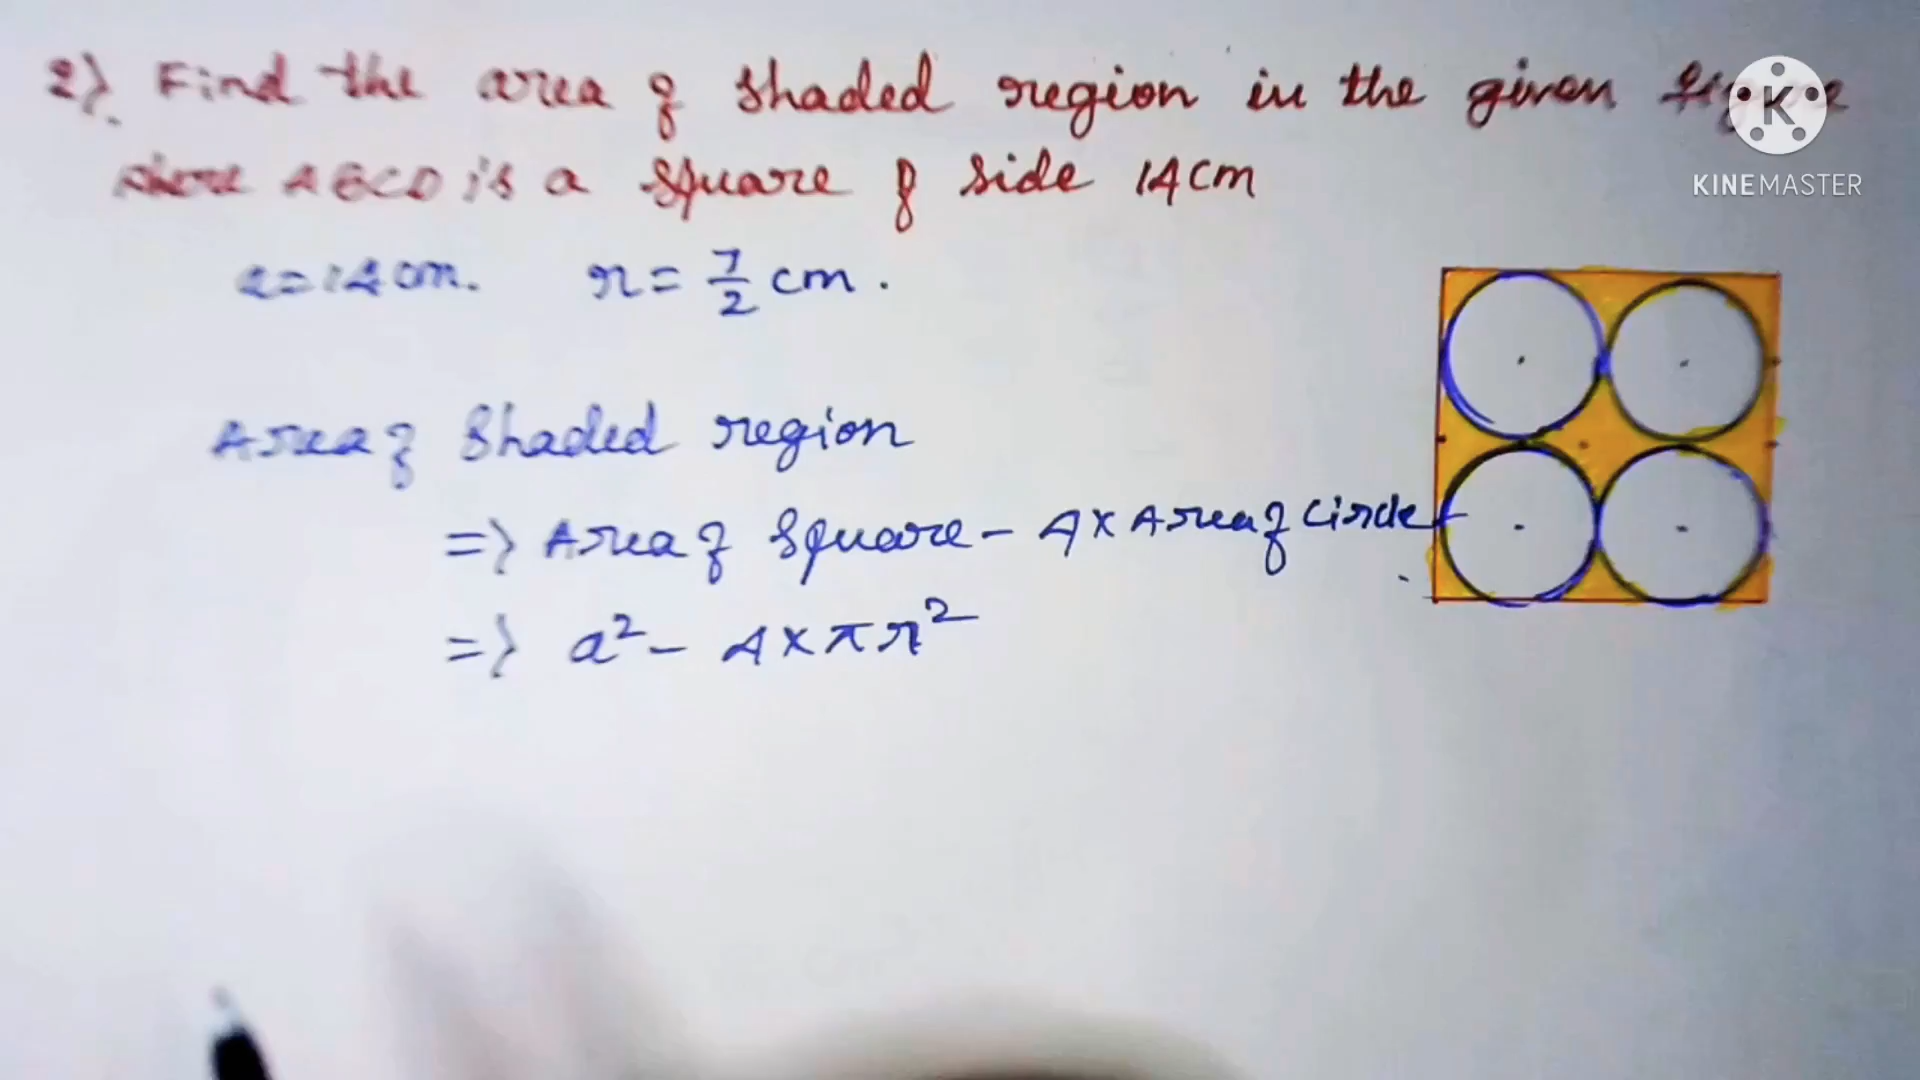 2). Find the area of shaded region in the given figure
where ABCD is a square of side 14cm
a=14cm. r = 7/2 cm.
Area of Shaded region
=> Area of Square - 4 x Area of Circle
=> a² - 4 x πr²
K
KINEMASTER